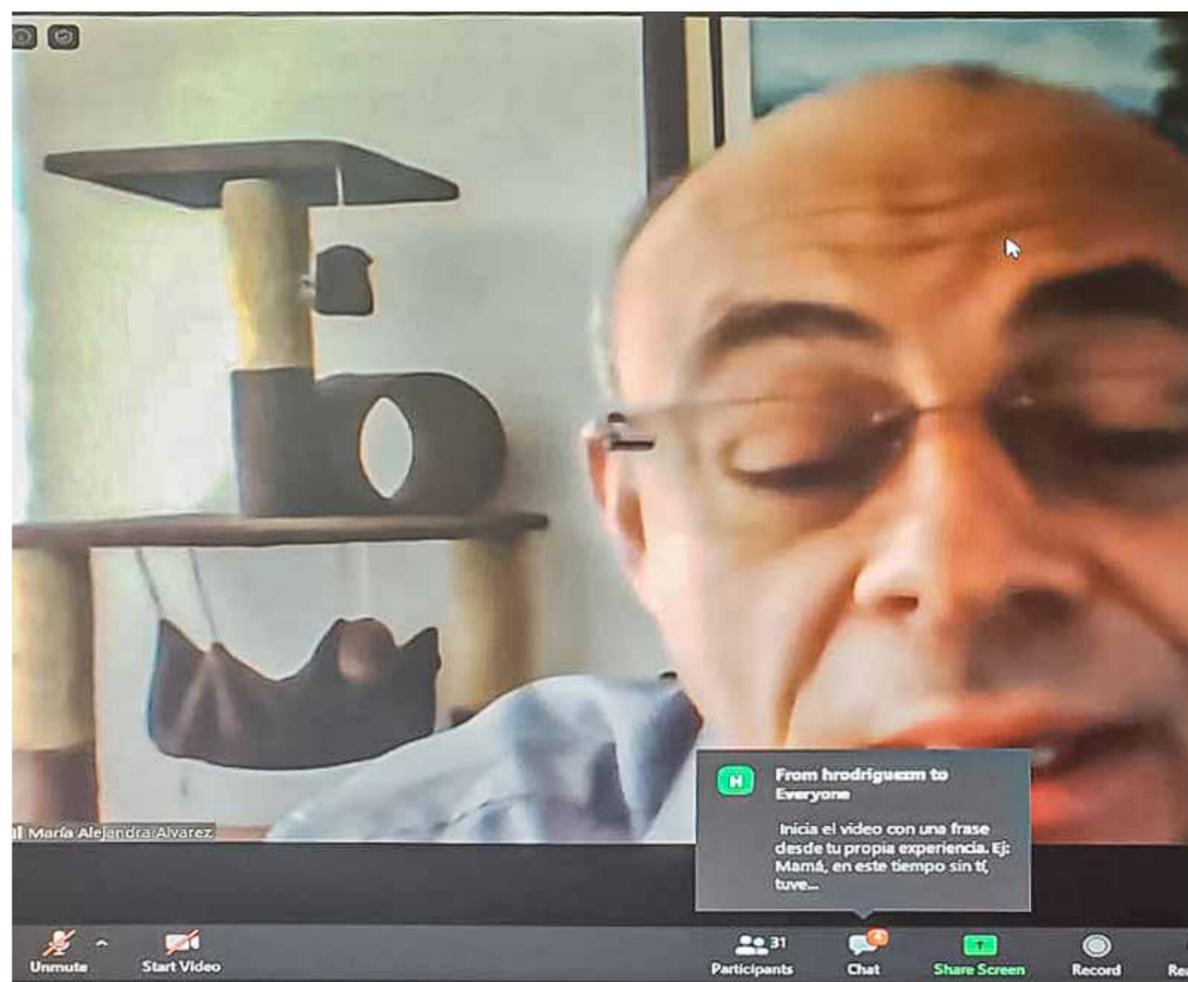 María Alejandra Alvarez
H
From hrodriguezm to
Everyone
Inicia el video con una frase
desde tu propia experiencia. Ej:
Mamá, en este tiempo sin tí,
tuve...
Unmute
Start Video
31
Participants
4
Chat
Share Screen
Record